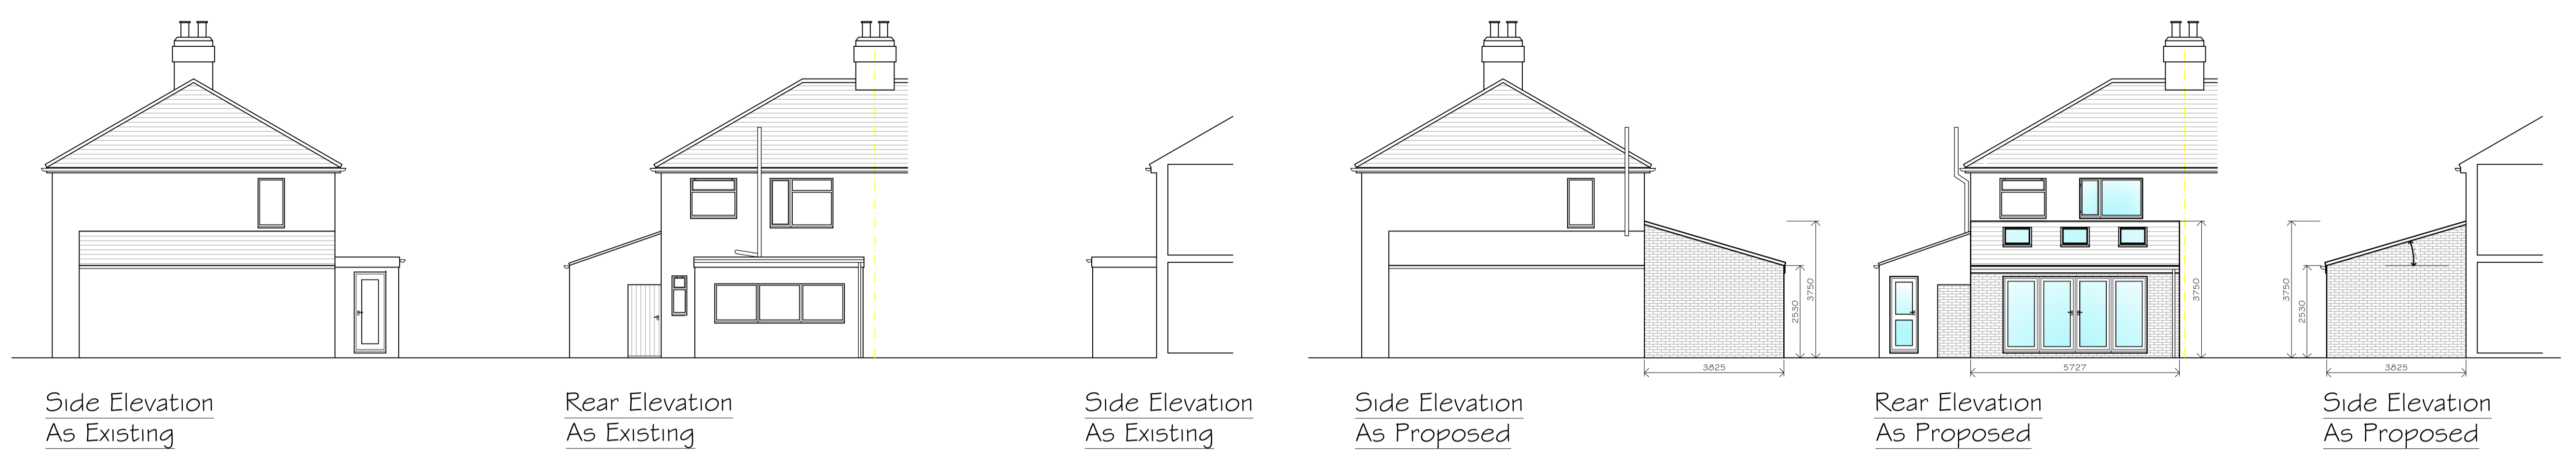 Side Elevation
As Existing
Rear Elevation
As Existing
Side Elevation
As Existing
2530
3750
3825
Side Elevation
As Proposed
3750
5727
Rear Elevation
As Proposed
3750
2530
3825
Side Elevation
As Proposed